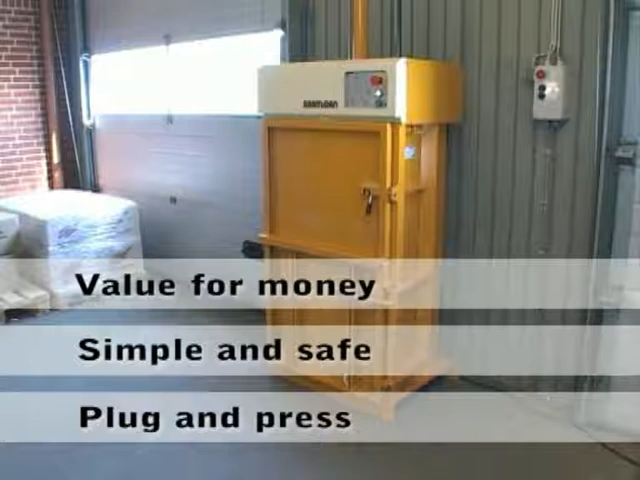 Value for money
Simple and safe
Plug and press